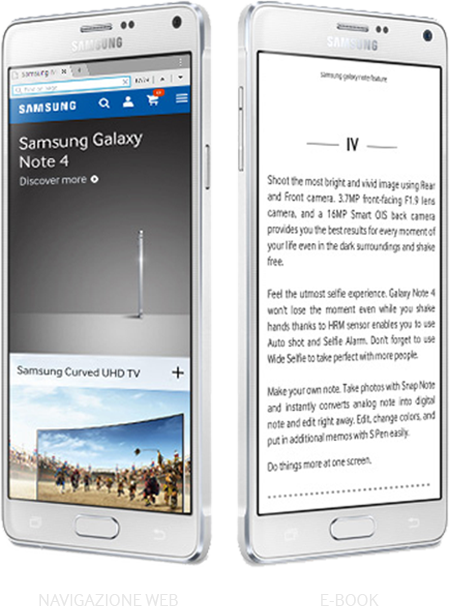 SAMSUNG
SAMSUNG
Samsung Galaxy
Note 4
Discover more
Samsung Curved UHD TV
SAMSUNG
samsung galaxy note feature
IV
Shoot the most bright and vivid image using Rear
and Front camera. 3.7MP front-facing F1.9 lens
camera, and a 16MP Smart OIS back camera
provides you the best results for every moment of
your life even in the dark surroundings and shake
free.
Feel the utmost selfie experience. Galaxy Note 4
won't lose the moment even while you shake
hands thanks to HRM sensor enables you to use
Auto shot and Selfie Alarm. Don't forget to use
Wide Selfie to take perfect with more people.
Make your own note. Take photos with Snap Note
and instantly converts analog note into digital
note and edit right away. Edit, change colors, and
put in additional memos with S Pen easily.
Do things more at one screen.
NAVIGAZIONE WEB
E-BOOK